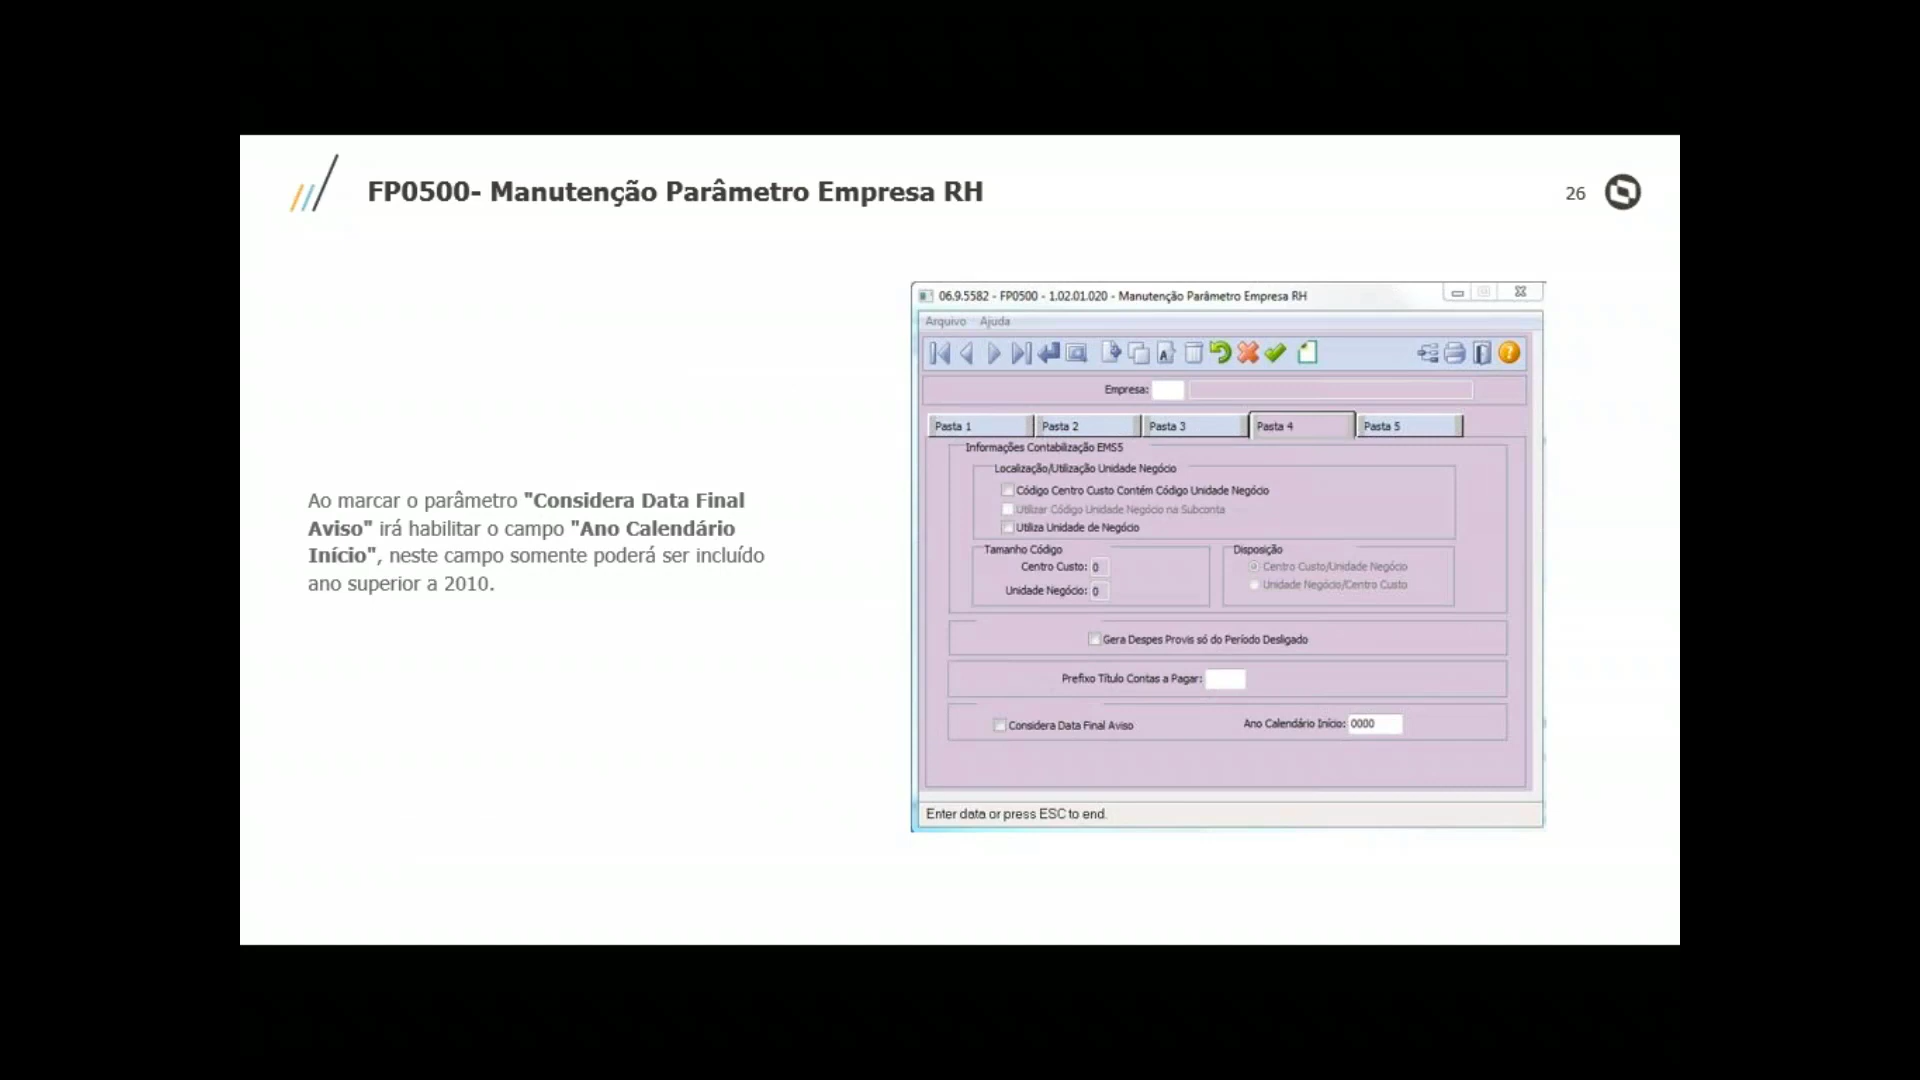 FP0500- Manutenção Parâmetro Empresa RH
26
Ao marcar o parâmetro "Considera Data Final
Aviso" irá habilitar o campo "Ano Calendário
Início", neste campo somente poderá ser incluído
ano superior a 2010.
06.9.5582 - FP0500 - 1.02.01.020 - Manutenção Parâmetro Empresa RH
Arquivo Ajuda
Empresa:
Pasta 1 Pasta 2 Pasta 3 Pasta 4 Pasta 5
Informações Contabilização EMS5
Localização/Utilização Unidade Negócio
Código Centro Custo Contém Código Unidade Negócio
Utilizar Código Unidade Negócio na Subconta
Utiliza Unidade de Negócio
Tamanho Código
Centro Custo: 0
Unidade Negócio: 0
Disposição
Centro Custo/Unidade Negócio
Unidade Negócio/Centro Custo
Gera Despes Provis só do Período Desligado
Prefixo Título Contas a Pagar:
Considera Data Final Aviso Ano Calendário Início: 0000
Enter data or press ESC to end.